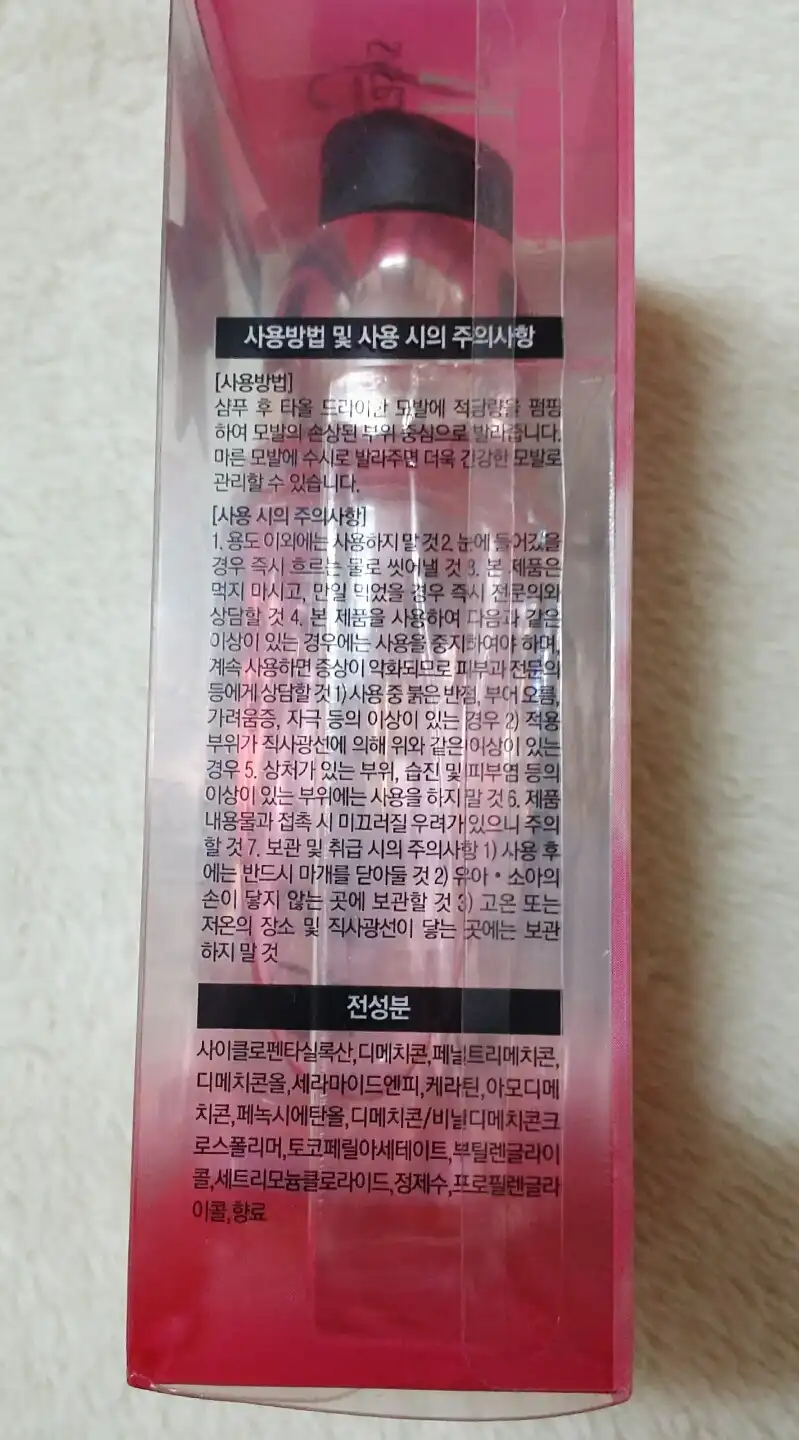 사용방법 및 사용 시의 주의사항
[사용방법]
샴푸 후 타올 드라이한 모발에 적당량을 펌핑
하여 모발의 손상된 부위 중심으로 발라줍니다.
마른 모발에 수시로 발라주면 더욱 건강한 모발로
관리할 수 있습니다.
[사용 시의 주의사항]
1. 용도 이외에는 사용하지 말 것 2. 눈에 들어갔을
경우 즉시 흐르는 물로 씻어낼 것 3. 본 제품은
먹지 마시고, 만일 먹었을 경우 즉시 전문의와
상담할 것 4. 본 제품을 사용하여 다음과 같은
이상이 있는 경우에는 사용을 중지하여야 하며,
계속 사용하면 증상이 악화되므로 피부과 전문의
등에게 상담할 것 1) 사용 중 붉은 반점, 부어 오름,
가려움증, 자극 등의 이상이 있는 경우 2) 적용
부위가 직사광선에 의해 위와 같은 이상이 있는
경우 5. 상처가 있는 부위, 습진 및 피부염 등의
이상이 있는 부위에는 사용을 하지 말 것 6. 제품
내용물과 접촉 시 미끄러질 우려가 있으니 주의
할 것 7. 보관 및 취급 시의 주의사항 1) 사용 후
에는 반드시 마개를 닫아둘 것 2) 유아•소아의
손이 닿지 않는 곳에 보관할 것 3) 고온 또는
저온의 장소 및 직사광선이 닿는 곳에는 보관
하지 말 것
전성분
사이클로펜타실록산,디메치콘,페닐트리메치콘,
디메치콘올,세라마이드엔피,케라틴,아모디메
치콘,페녹시에탄올,디메치콘/비닐디메치콘크
로스폴리머,토코페릴아세테이트,부틸렌글라이
콜,세트리모늄클로라이드,정제수,프로필렌글라
이콜,향료